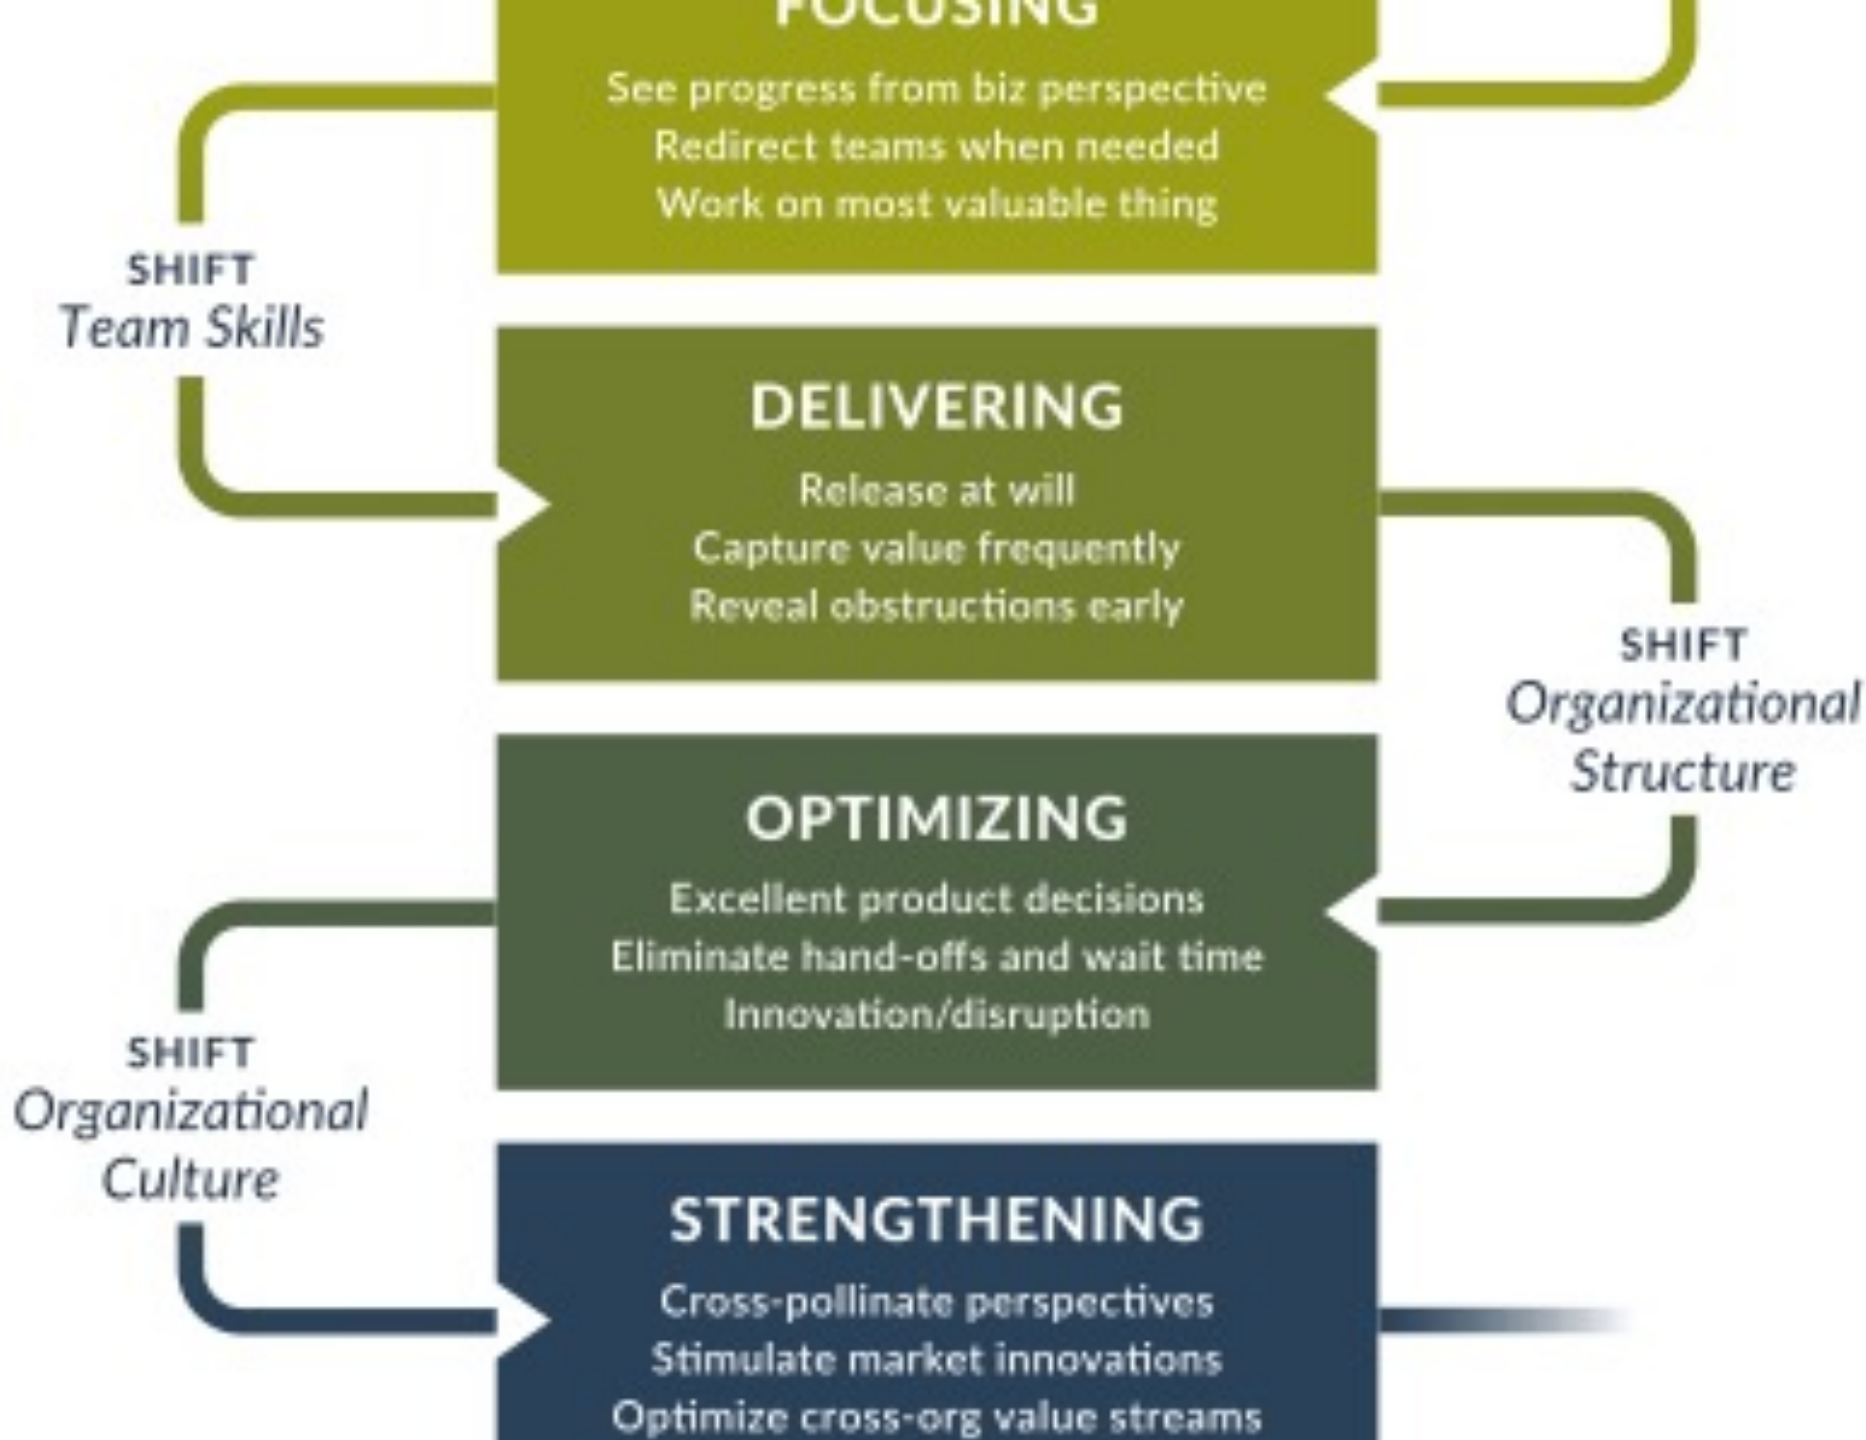 FOCUSING
See progress from biz perspective
Redirect teams when needed
Work on most valuable thing
SHIFT
Team Skills
DELIVERING
Release at will
Capture value frequently
Reveal obstructions early
SHIFT
Organizational
Structure
OPTIMIZING
Excellent product decisions
Eliminate hand-offs and wait time
Innovation/disruption
SHIFT
Organizational
Culture
STRENGTHENING
Cross-pollinate perspectives
Stimulate market innovations
Optimize cross-org value streams